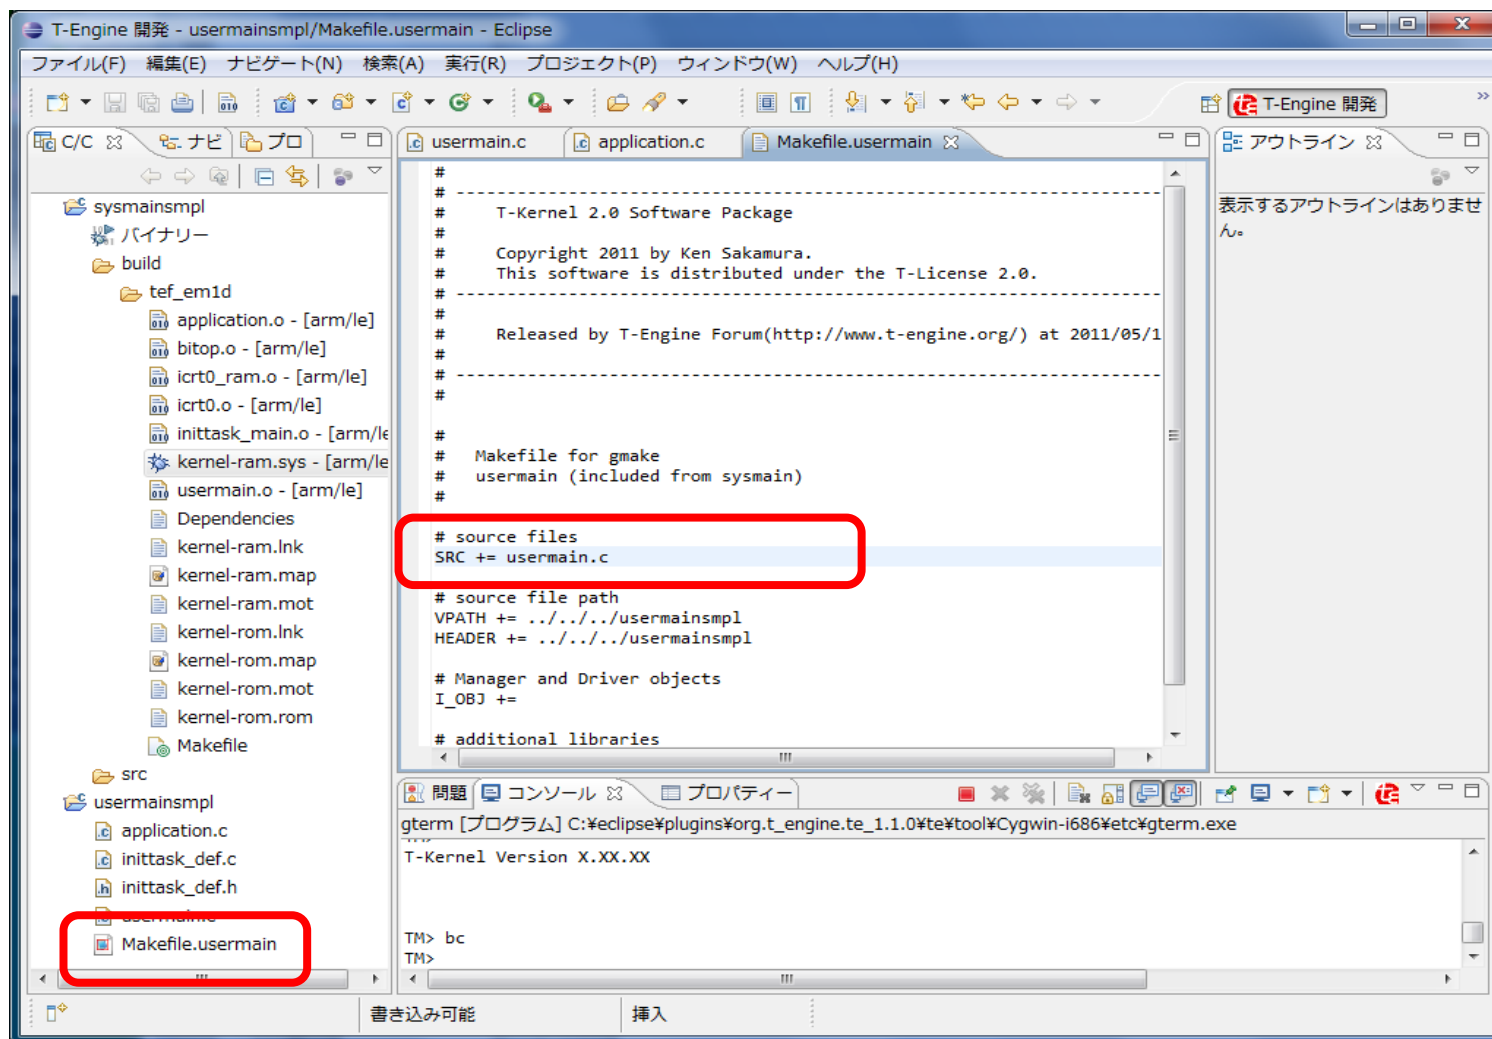 T-Engine 開発 - usermainsmpl/Makefile.usermain - Eclipse
ファイル(F) 編集(E) ナビゲート(N) 検索(A) 実行(R) プロジェクト(P) ウィンドウ(W) ヘルプ(H)
T-Engine 開発
C/C ナビ プロ
sysmainsmpl
バイナリー
build
tef_em1d
application.o - [arm/le]
bitop.o - [arm/le]
icrt0_ram.o - [arm/le]
icrt0.o - [arm/le]
inittask_main.o - [arm/le
kernel-ram.sys - [arm/le
usermain.o - [arm/le]
Dependencies
kernel-ram.lnk
kernel-ram.map
kernel-ram.mot
kernel-rom.lnk
kernel-rom.map
kernel-rom.mot
kernel-rom.rom
Makefile
src
usermainsmpl
application.c
inittask_def.c
inittask_def.h
usermain.c
Makefile.usermain
usermain.c application.c Makefile.usermain
#
# ----------------------------------------------------------------------
# T-Kernel 2.0 Software Package
#
# Copyright 2011 by Ken Sakamura.
# This software is distributed under the T-License 2.0.
# ----------------------------------------------------------------------
#
# Released by T-Engine Forum(http://www.t-engine.org/) at 2011/05/1
#
# ----------------------------------------------------------------------
#
#
# Makefile for gmake
# usermain (included from sysmain)
#
# source files
SRC += usermain.c
# source file path
VPATH += ../../../usermainsmpl
HEADER += ../../../usermainsmpl
# Manager and Driver objects
I_OBJ +=
# additional libraries
アウトライン
表示するアウトラインはありませ
ん。
問題 コンソール プロパティー
gterm [プログラム] C:¥eclipse¥plugins¥org.t_engine.te_1.1.0¥te¥tool¥Cygwin-i686¥etc¥gterm.exe
T-Kernel Version X.XX.XX
TM> bc
TM>
書き込み可能 挿入